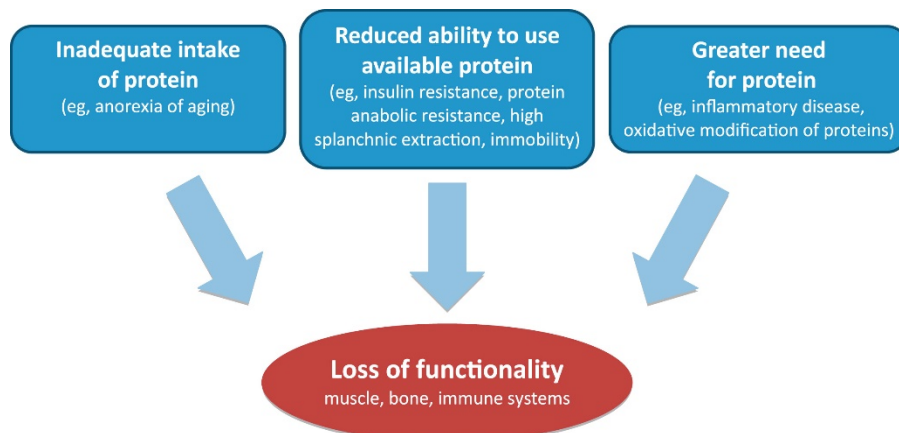 Inadequate intake
of protein
(eg, anorexia of aging)
Reduced ability to use
available protein
(eg, insulin resistance, protein
anabolic resistance, high
splanchnic extraction, immobility)
Greater need
for protein
(eg, inflammatory disease,
oxidative modification of proteins)
Loss of functionality
muscle, bone, immune systems